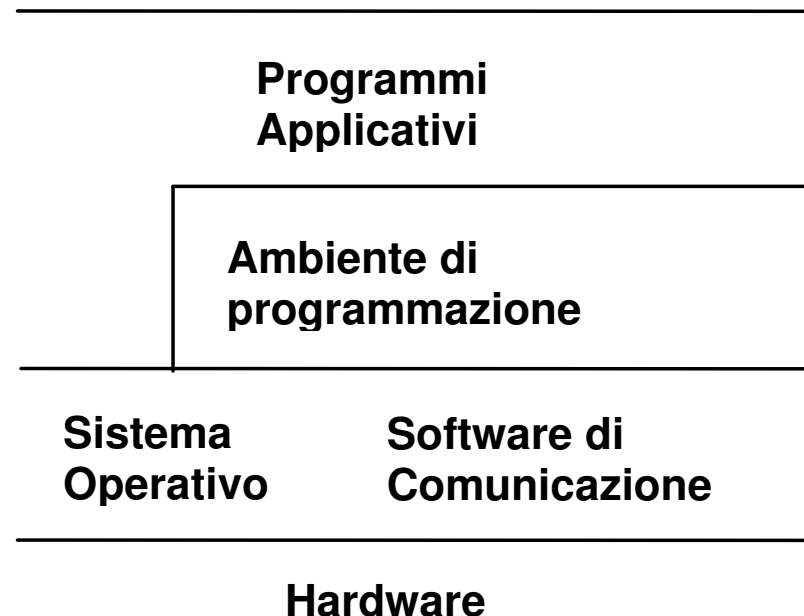 Programmi
Applicativi
Ambiente di
programmazione
Sistema
Operativo
Software di
Comunicazione
Hardware